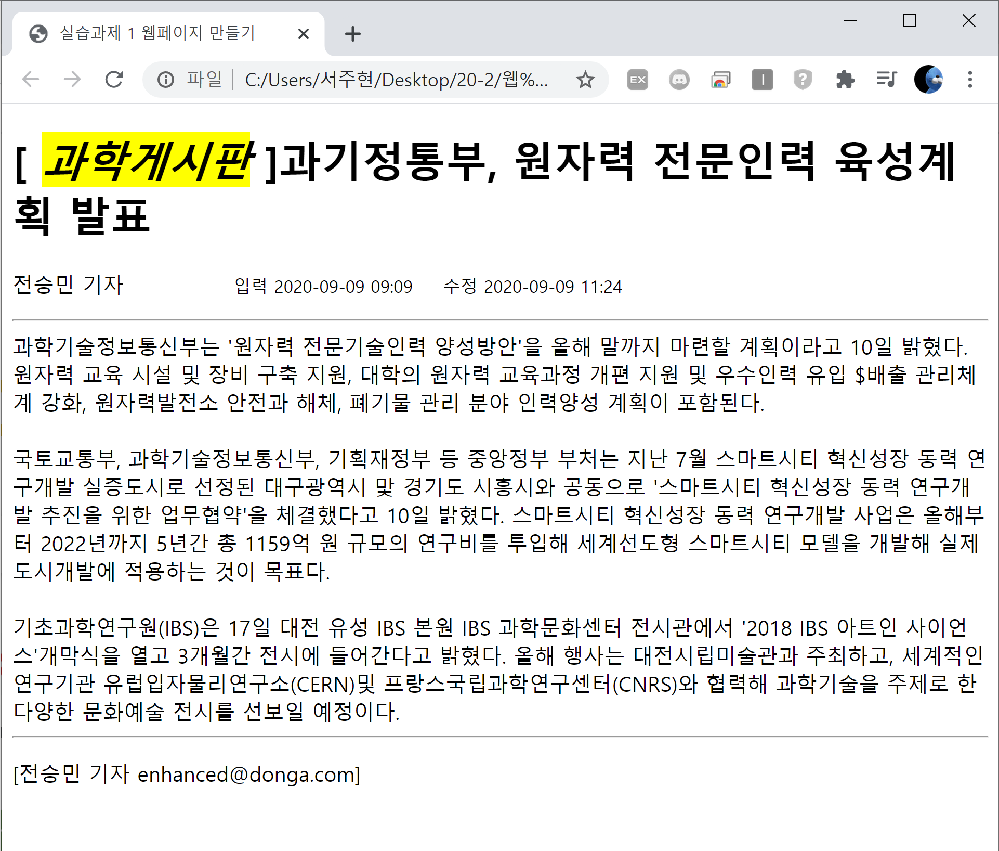 실습과제 1 웹페이지 만들기
파일 C:/Users/서주현/Desktop/20-2/웹%...
EX
[ 과학게시판 ]과기정통부, 원자력 전문인력 육성계
획 발표
전승민 기자 입력 2020-09-09 09:09 수정 2020-09-09 11:24
과학기술정보통신부는 '원자력 전문기술인력 양성방안'을 올해 말까지 마련할 계획이라고 10일 밝혔다.
원자력 교육 시설 및 장비 구축 지원, 대학의 원자력 교육과정 개편 지원 및 우수인력 유입 $배출 관리체
계 강화, 원자력발전소 안전과 해체, 폐기물 관리 분야 인력양성 계획이 포함된다.
국토교통부, 과학기술정보통신부, 기획재정부 등 중앙정부 부처는 지난 7월 스마트시티 혁신성장 동력 연
구개발 실증도시로 선정된 대구광역시 맟 경기도 시흥시와 공동으로 '스마트시티 혁신성장 동력 연구개
발 추진을 위한 업무협약'을 체결했다고 10일 밝혔다. 스마트시티 혁신성장 동력 연구개발 사업은 올해부
터 2022년까지 5년간 총 1159억 원 규모의 연구비를 투입해 세계선도형 스마트시티 모델을 개발해 실제
도시개발에 적용하는 것이 목표다.
기초과학연구원(IBS)은 17일 대전 유성 IBS 본원 IBS 과학문화센터 전시관에서 '2018 IBS 아트인 사이언
스'개막식을 열고 3개월간 전시에 들어간다고 밝혔다. 올해 행사는 대전시립미술관과 주최하고, 세계적인
연구기관 유럽입자물리연구소(CERN)및 프랑스국립과학연구센터(CNRS)와 협력해 과학기술을 주제로 한
다양한 문화예술 전시를 선보일 예정이다.
[전승민 기자 enhanced@donga.com]